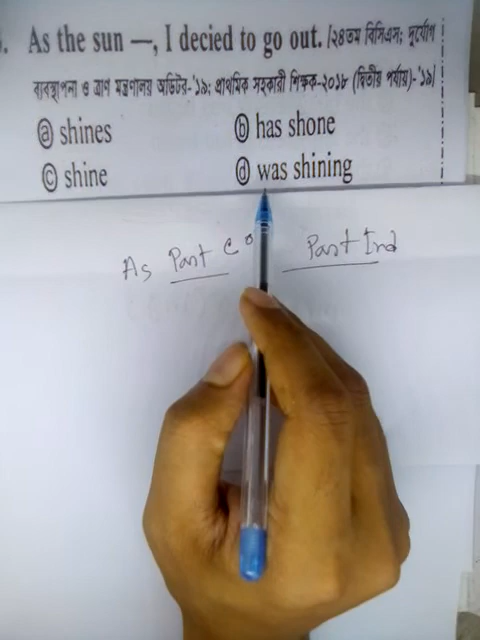 . As the sun —, I decied to go out. [২৪তম বিসিএস; দুর্যোগ
ব্যবস্থাপনা ও ত্রাণ মন্ত্রণালয় অডিটর-'১৯; প্রাথমিক সহকারী শিক্ষক-২০১৮ (দ্বিতীয় পর্যায়)-'১৯]
ⓐ shines ⓑ has shone
ⓒ shine ⓓ was shining
As Past Co Past Ind